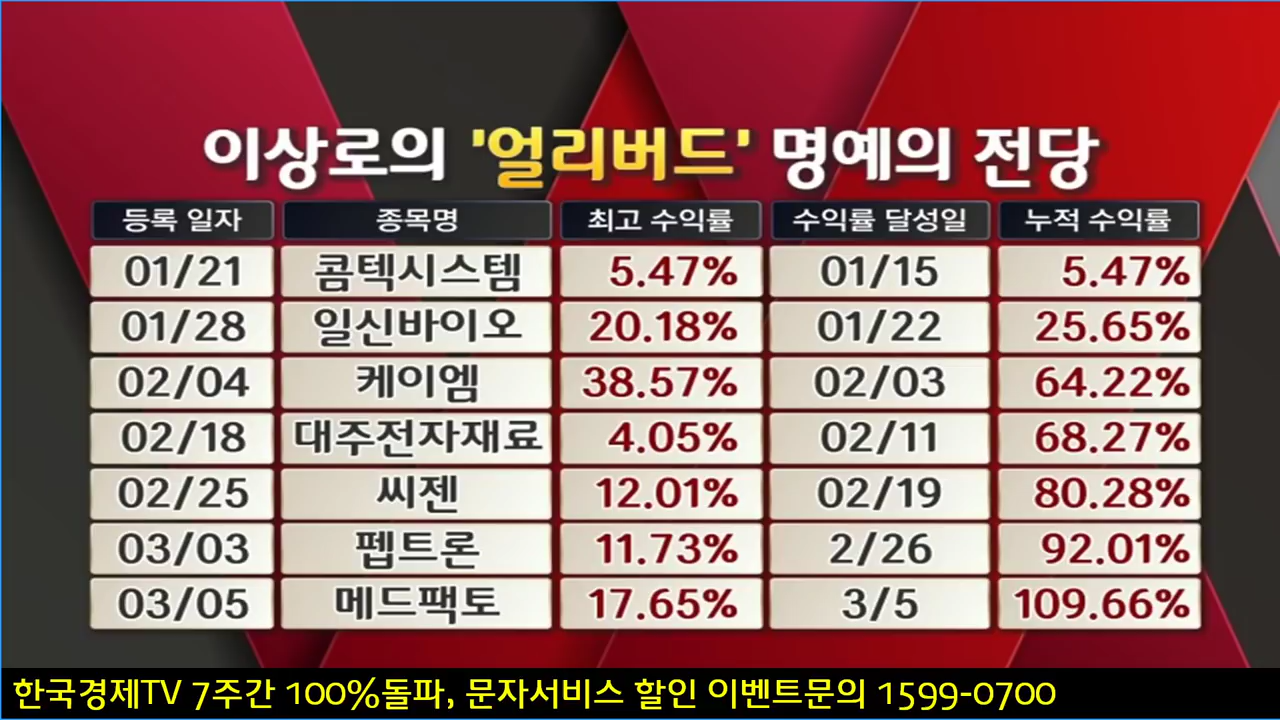 이상로의 '얼리버드' 명예의 전당
등록 일자 종목명 최고 수익률 수익률 달성일 누적 수익률
01/21 콤텍시스템 5.47% 01/15 5.47%
01/28 일신바이오 20.18% 01/22 25.65%
02/04 케이엠 38.57% 02/03 64.22%
02/18 대주전자재료 4.05% 02/11 68.27%
02/25 씨젠 12.01% 02/19 80.28%
03/03 펩트론 11.73% 2/26 92.01%
03/05 메드팩토 17.65% 3/5 109.66%
한국경제TV 7주간 100%돌파, 문자서비스 할인 이벤트문의 1599-0700